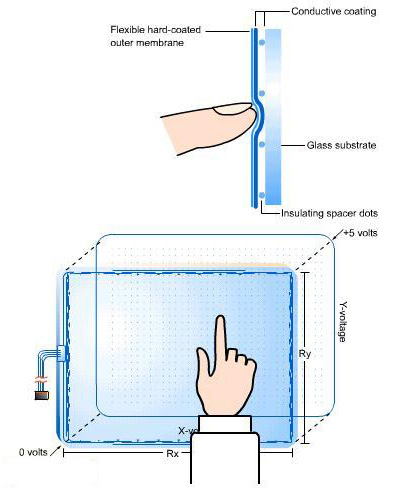 Conductive coating
Flexible hard-coated
outer membrane
Glass substrate
Insulating spacer dots
+5 volts
Y-voltage
Ry
0 volts
Rx